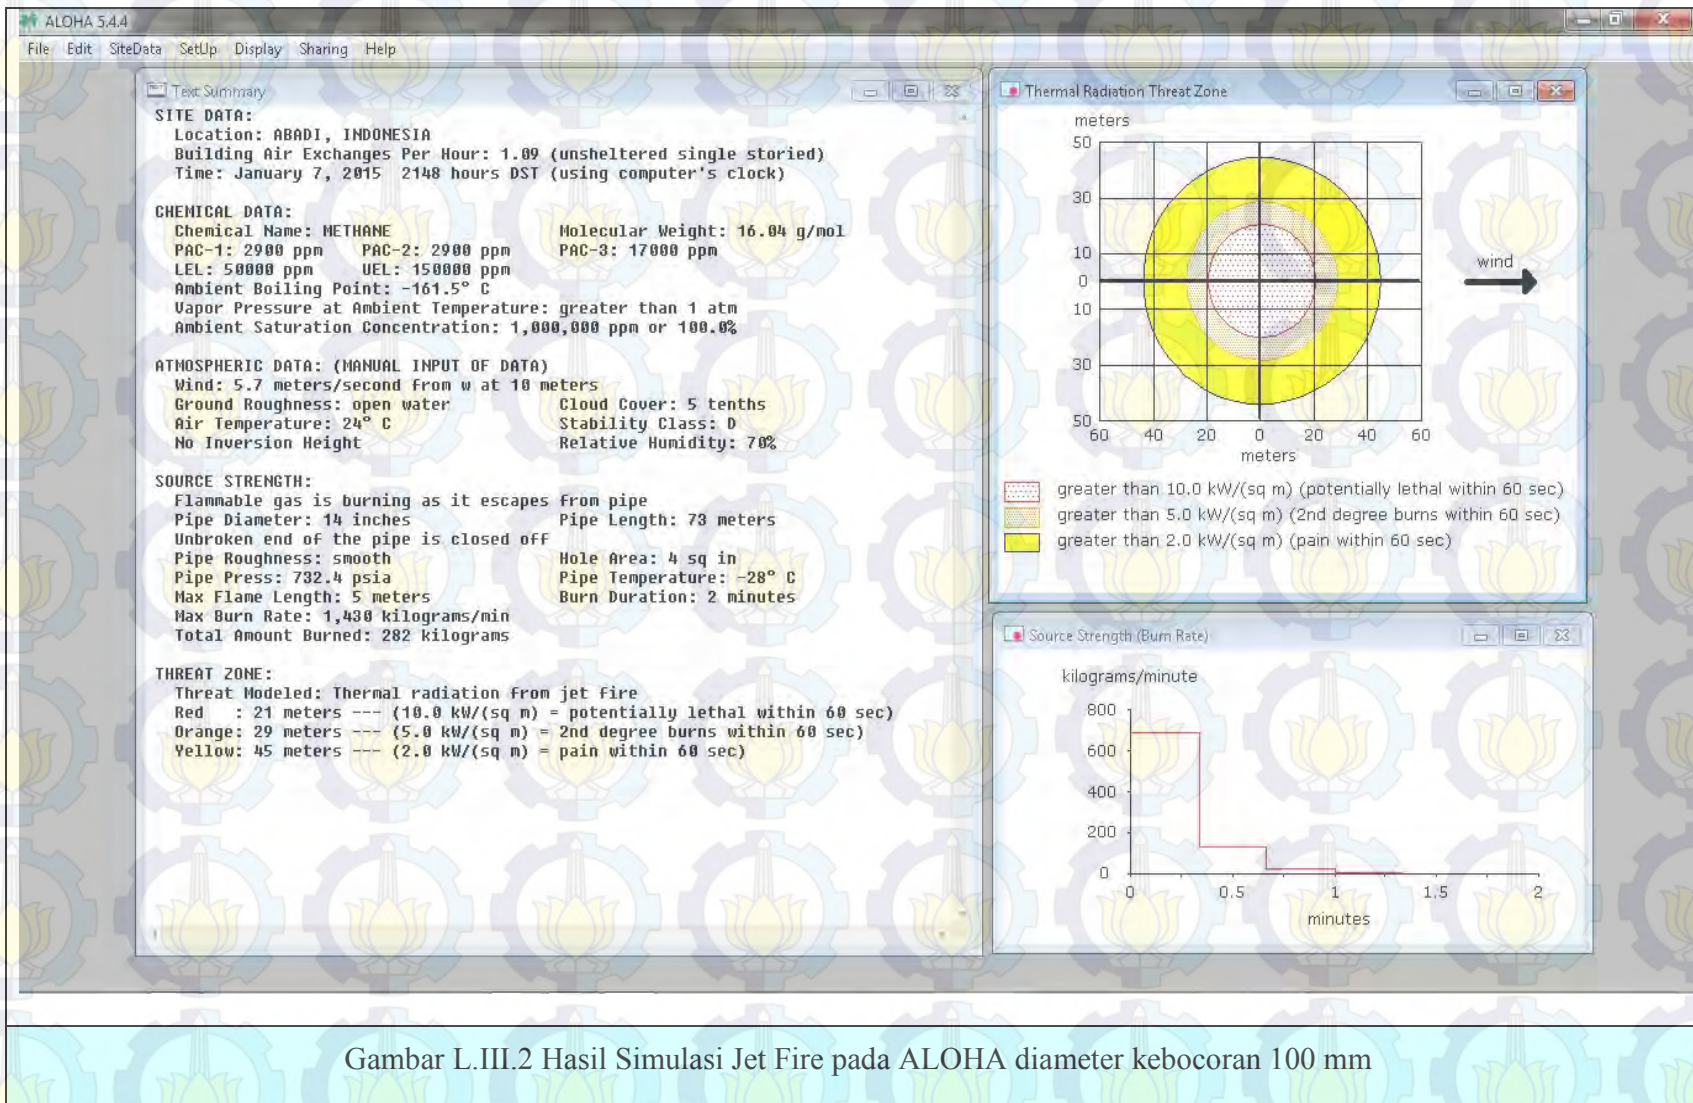 ALOHA 5.4.4
File Edit SiteData SetUp Display Sharing Help
Text Summary
SITE DATA:
Location: ABADI, INDONESIA
Building Air Exchanges Per Hour: 1.09 (unsheltered single storied)
Time: January 7, 2015 2148 hours DST (using computer's clock)
CHEMICAL DATA:
Chemical Name: METHANE Molecular Weight: 16.04 g/mol
PAC-1: 2900 ppm PAC-2: 2900 ppm PAC-3: 17000 ppm
LEL: 50000 ppm UEL: 150000 ppm
Ambient Boiling Point: -161.5° C
Vapor Pressure at Ambient Temperature: greater than 1 atm
Ambient Saturation Concentration: 1,000,000 ppm or 100.0%
ATMOSPHERIC DATA: (MANUAL INPUT OF DATA)
Wind: 5.7 meters/second from w at 10 meters
Ground Roughness: open water Cloud Cover: 5 tenths
Air Temperature: 24° C Stability Class: D
No Inversion Height Relative Humidity: 70%
SOURCE STRENGTH:
Flammable gas is burning as it escapes from pipe
Pipe Diameter: 14 inches Pipe Length: 73 meters
Unbroken end of the pipe is closed off
Pipe Roughness: smooth Hole Area: 4 sq in
Pipe Press: 732.4 psia Pipe Temperature: -28° C
Max Flame Length: 5 meters Burn Duration: 2 minutes
Max Burn Rate: 1,430 kilograms/min
Total Amount Burned: 282 kilograms
THREAT ZONE:
Threat Modeled: Thermal radiation from jet fire
Red : 21 meters --- (10.0 kW/(sq m) = potentially lethal within 60 sec)
Orange: 29 meters --- (5.0 kW/(sq m) = 2nd degree burns within 60 sec)
Yellow: 45 meters --- (2.0 kW/(sq m) = pain within 60 sec)
Thermal Radiation Threat Zone
meters
50
30
10
0
10
30
50
60 40 20 0 20 40 60
meters
wind
greater than 10.0 kW/(sq m) (potentially lethal within 60 sec)
greater than 5.0 kW/(sq m) (2nd degree burns within 60 sec)
greater than 2.0 kW/(sq m) (pain within 60 sec)
Source Strength (Burn Rate)
kilograms/minute
800
600
400
200
0
0 0.5 1 1.5 2
minutes
Gambar L.III.2 Hasil Simulasi Jet Fire pada ALOHA diameter kebocoran 100 mm